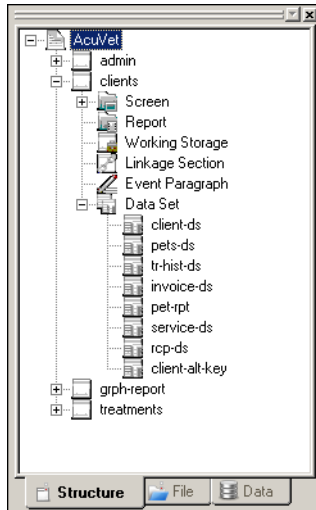 AcuVet
admin
clients
Screen
Report
Working Storage
Linkage Section
Event Paragraph
Data Set
client-ds
pets-ds
tr-hist-ds
invoice-ds
pet-rpt
service-ds
rcp-ds
client-alt-key
grph-report
treatments
Structure File Data